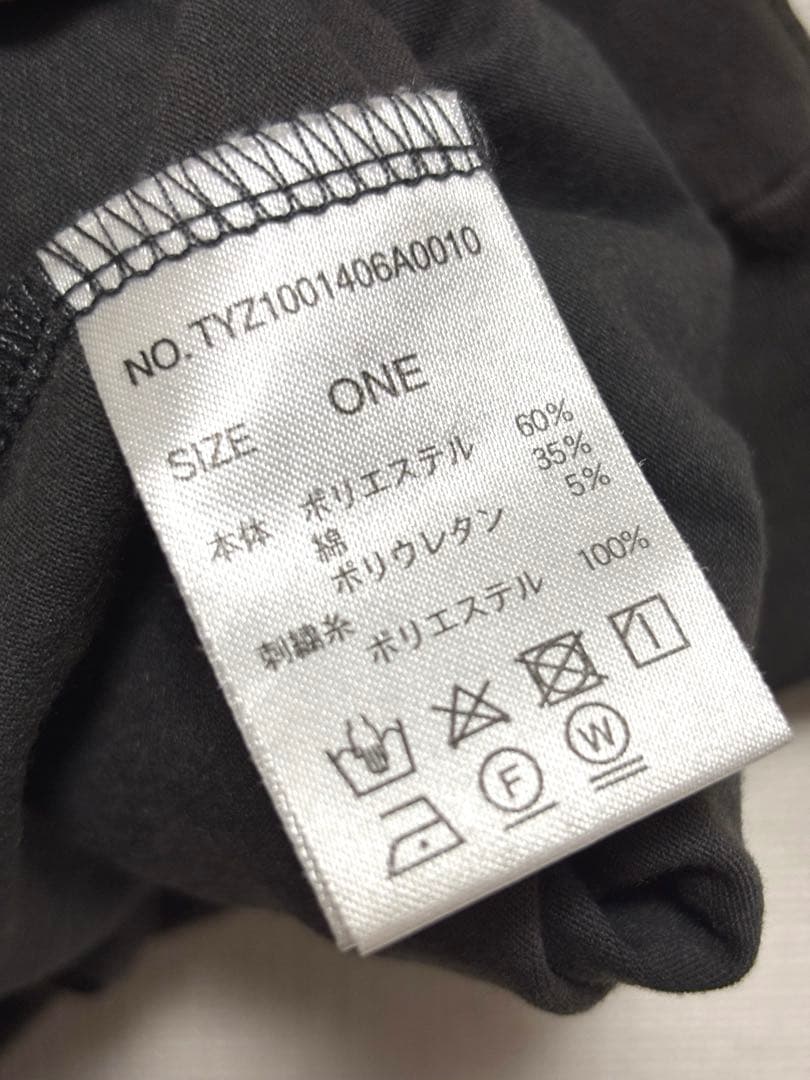 NO.TYZ1001406A0010
SIZE ONE
本体 ポリエステル 60%
綿 35%
ポリウレタン 5%
刺繍糸 ポリエステル 100%
F W